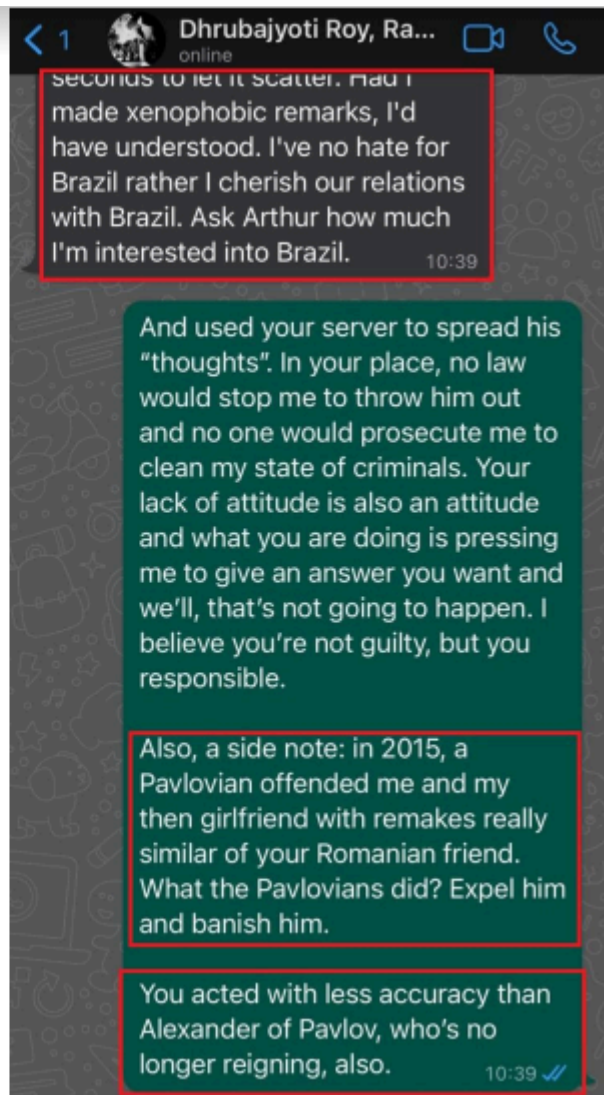 1
Dhrubajyoti Roy, Ra...
online
seconds to let it scatter. Had I
made xenophobic remarks, I'd
have understood. I've no hate for
Brazil rather I cherish our relations
with Brazil. Ask Arthur how much
I'm interested into Brazil.
10:39
And used your server to spread his
“thoughts”. In your place, no law
would stop me to throw him out
and no one would prosecute me to
clean my state of criminals. Your
lack of attitude is also an attitude
and what you are doing is pressing
me to give an answer you want and
we’ll, that’s not going to happen. I
believe you’re not guilty, but you
responsible.
Also, a side note: in 2015, a
Pavlovian offended me and my
then girlfriend with remakes really
similar of your Romanian friend.
What the Pavlovians did? Expel him
and banish him.
You acted with less accuracy than
Alexander of Pavlov, who’s no
longer reigning, also.
10:39